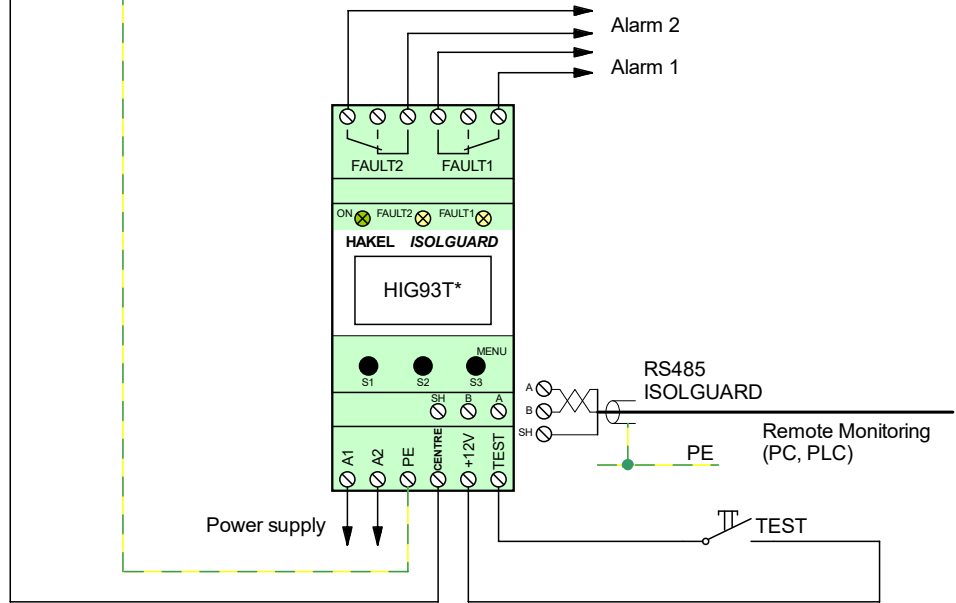 Alarm 2
Alarm 1
FAULT2 FAULT1
ON FAULT2 FAULT1
HAKEL ISOLGUARD
HIG93T*
MENU
S1 S2 S3
SH B A
A1 A2 PE CENTRE +12V TEST
A
B
SH
RS485
ISOLGUARD
Remote Monitoring
(PC, PLC)
PE
Power supply
TEST